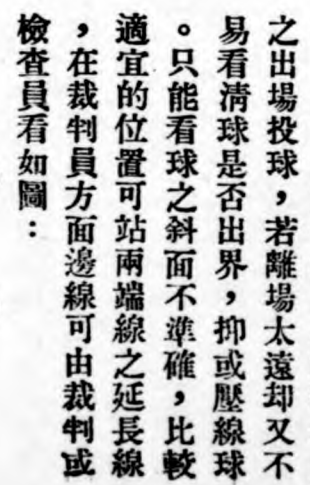 之出場投球，若離場太遠却又不
易看淸球是否出界，抑或壓線球
。只能看球之斜面不準確，比較
適宜的位置可站兩端線之延長線
，在裁判員方面邊線可由裁判或
檢查員看如圖：